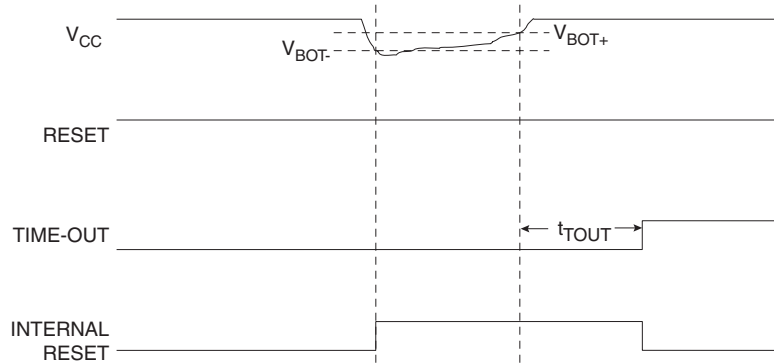 VCC
VBOT-
VBOT+
RESET
TIME-OUT
tTOUT
INTERNAL
RESET